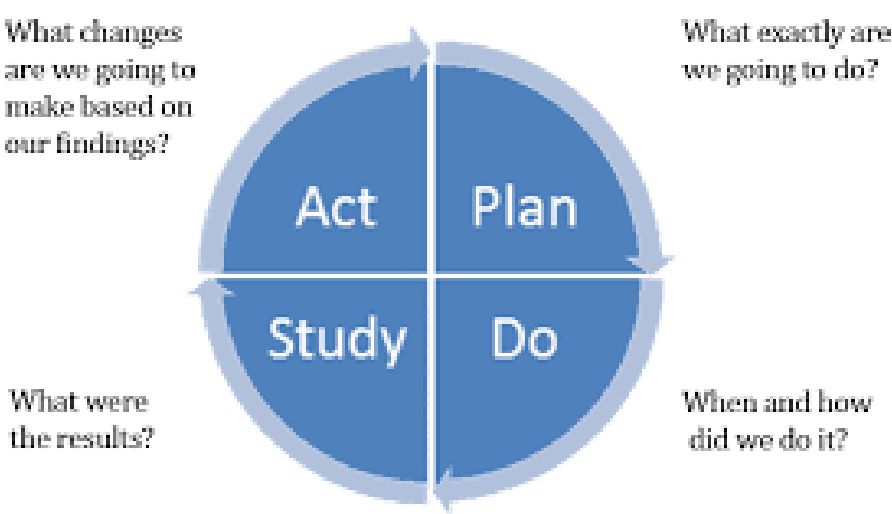 What changes
are we going to
make based on
our findings?
What exactly are
we going to do?
Act
Plan
Study
Do
What were
the results?
When and how
did we do it?